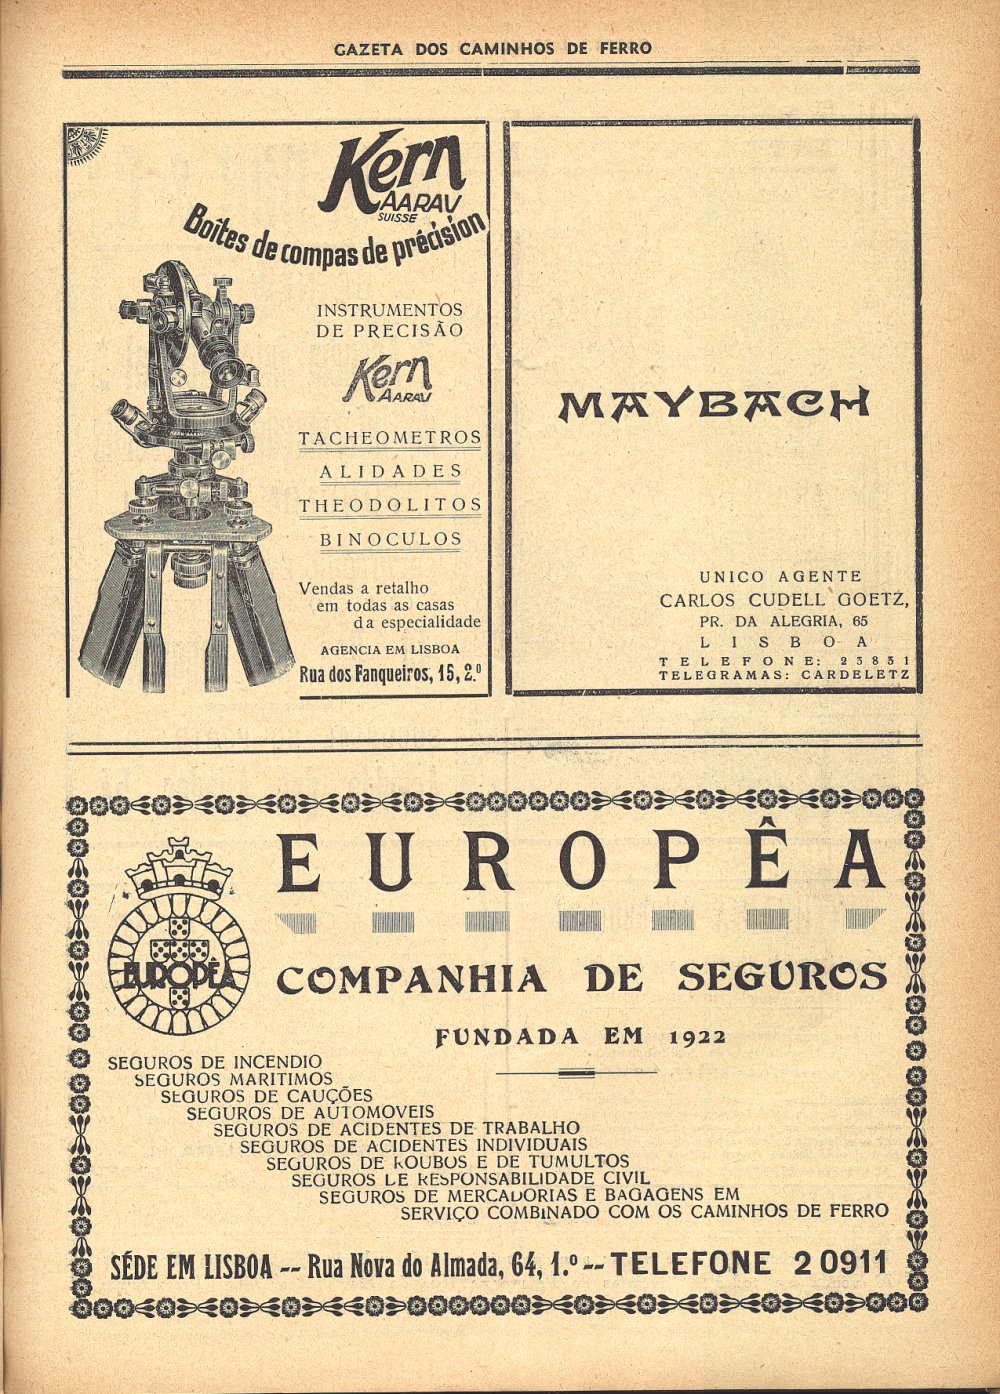 GAZETA DOS CAMINHOS DE FERRO
Kern
AARAU
SUISSE
Boîtes de compas de précision
INSTRUMENTOS
DE PRECISÃO
Kern
AARAU
TACHEOMETROS
ALIDADES
THEODOLITOS
BINOCULOS
Vendas a retalho
em todas as casas
da especialidade
AGENCIA EM LISBOA
Rua dos Fanqueiros, 15, 2.º
MAYBACH
UNICO AGENTE
CARLOS CUDELL GOETZ,
PR. DA ALEGRIA, 65
LISBOA
TELEFONE: 23851
TELEGRAMAS: CARDELETZ
EUROPÊA
EUROPÊA
COMPANHIA DE SEGUROS
FUNDADA EM 1922
SEGUROS DE INCENDIO
SEGUROS MARITIMOS
SEGUROS DE CAUÇÕES
SEGUROS DE AUTOMOVEIS
SEGUROS DE ACIDENTES DE TRABALHO
SEGUROS DE ACIDENTES INDIVIDUAIS
SEGUROS DE ROUBOS E DE TUMULTOS
SEGUROS DE RESPONSABILIDADE CIVIL
SEGUROS DE MERCADORIAS E BAGAGENS EM
SERVIÇO COMBINADO COM OS CAMINHOS DE FERRO
SÉDE EM LISBOA -- Rua Nova do Almada, 64, 1.º -- TELEFONE 20911